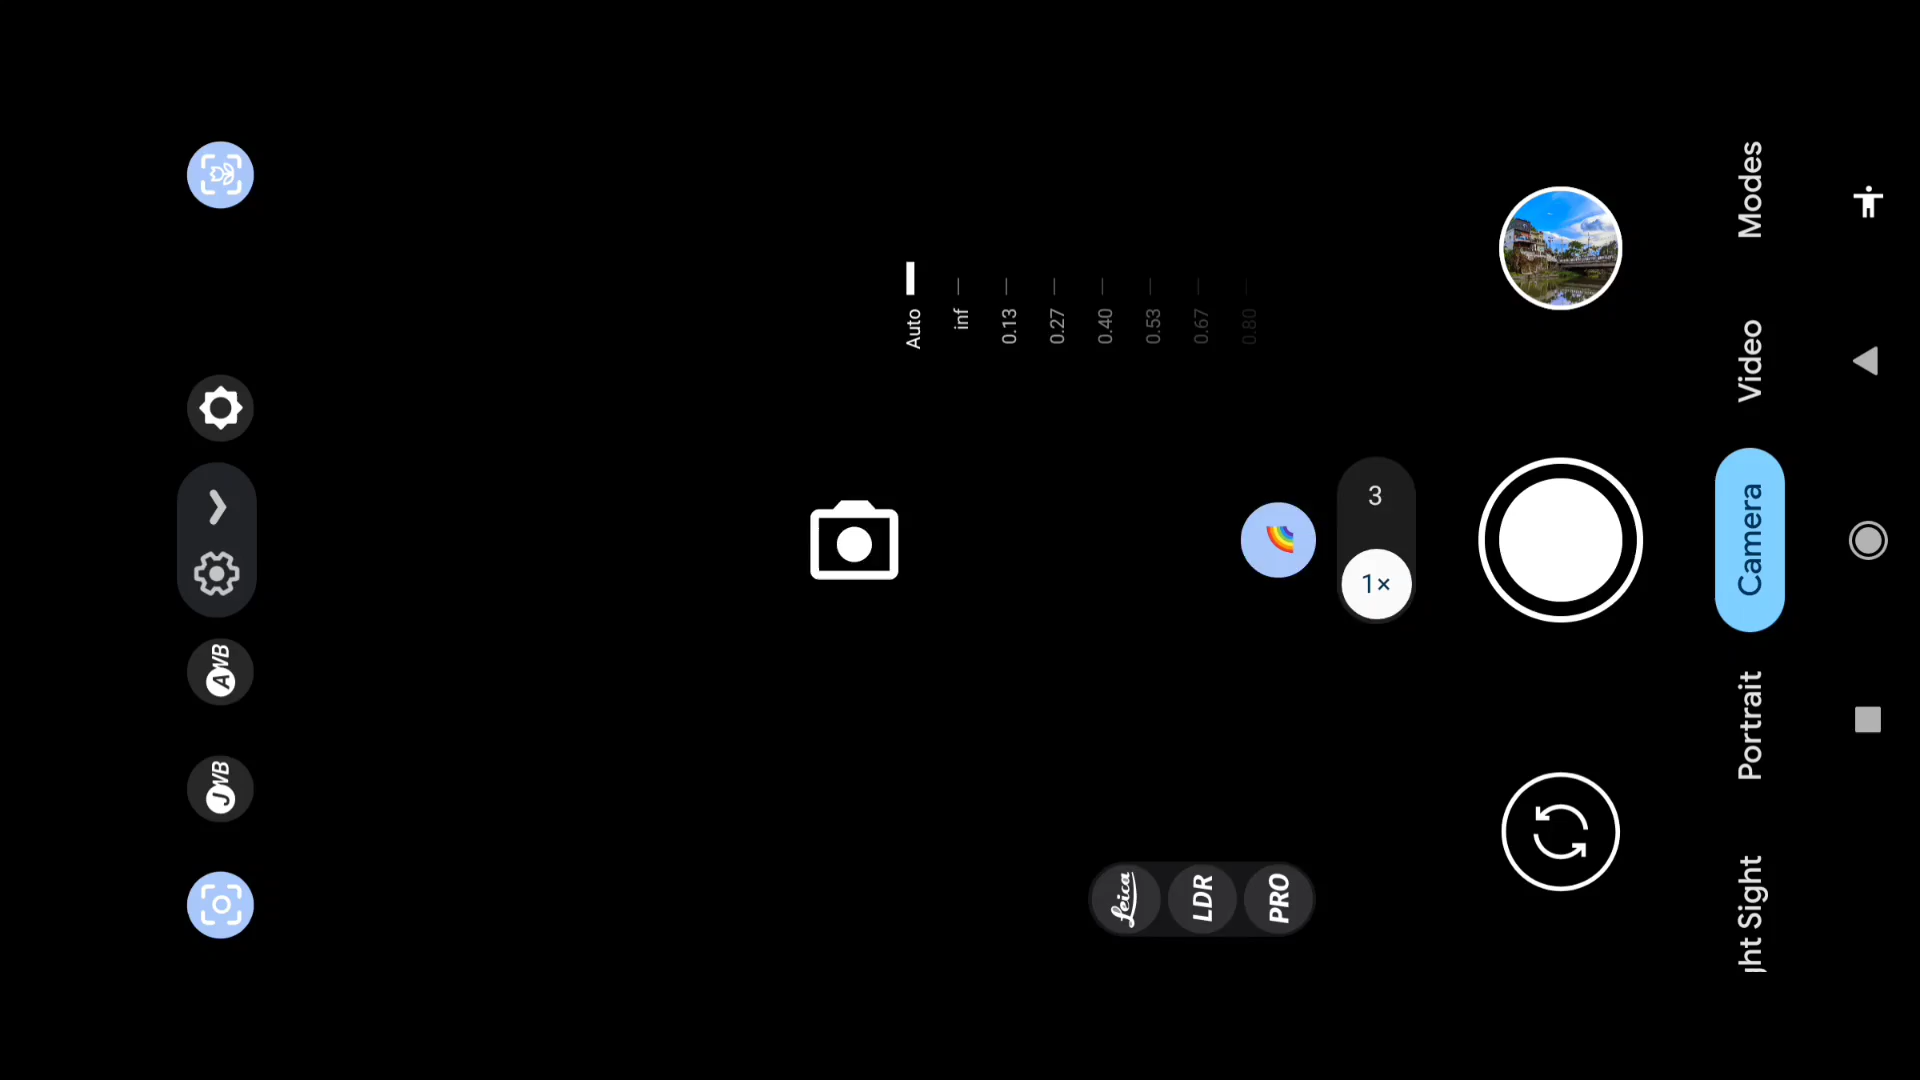 AWB
JWB
Auto
inf
0.13
0.27
0.40
0.53
0.67
0.80
Leica
LDR
PRO
1×
3
ght Sight
Portrait
Camera
Video
Modes